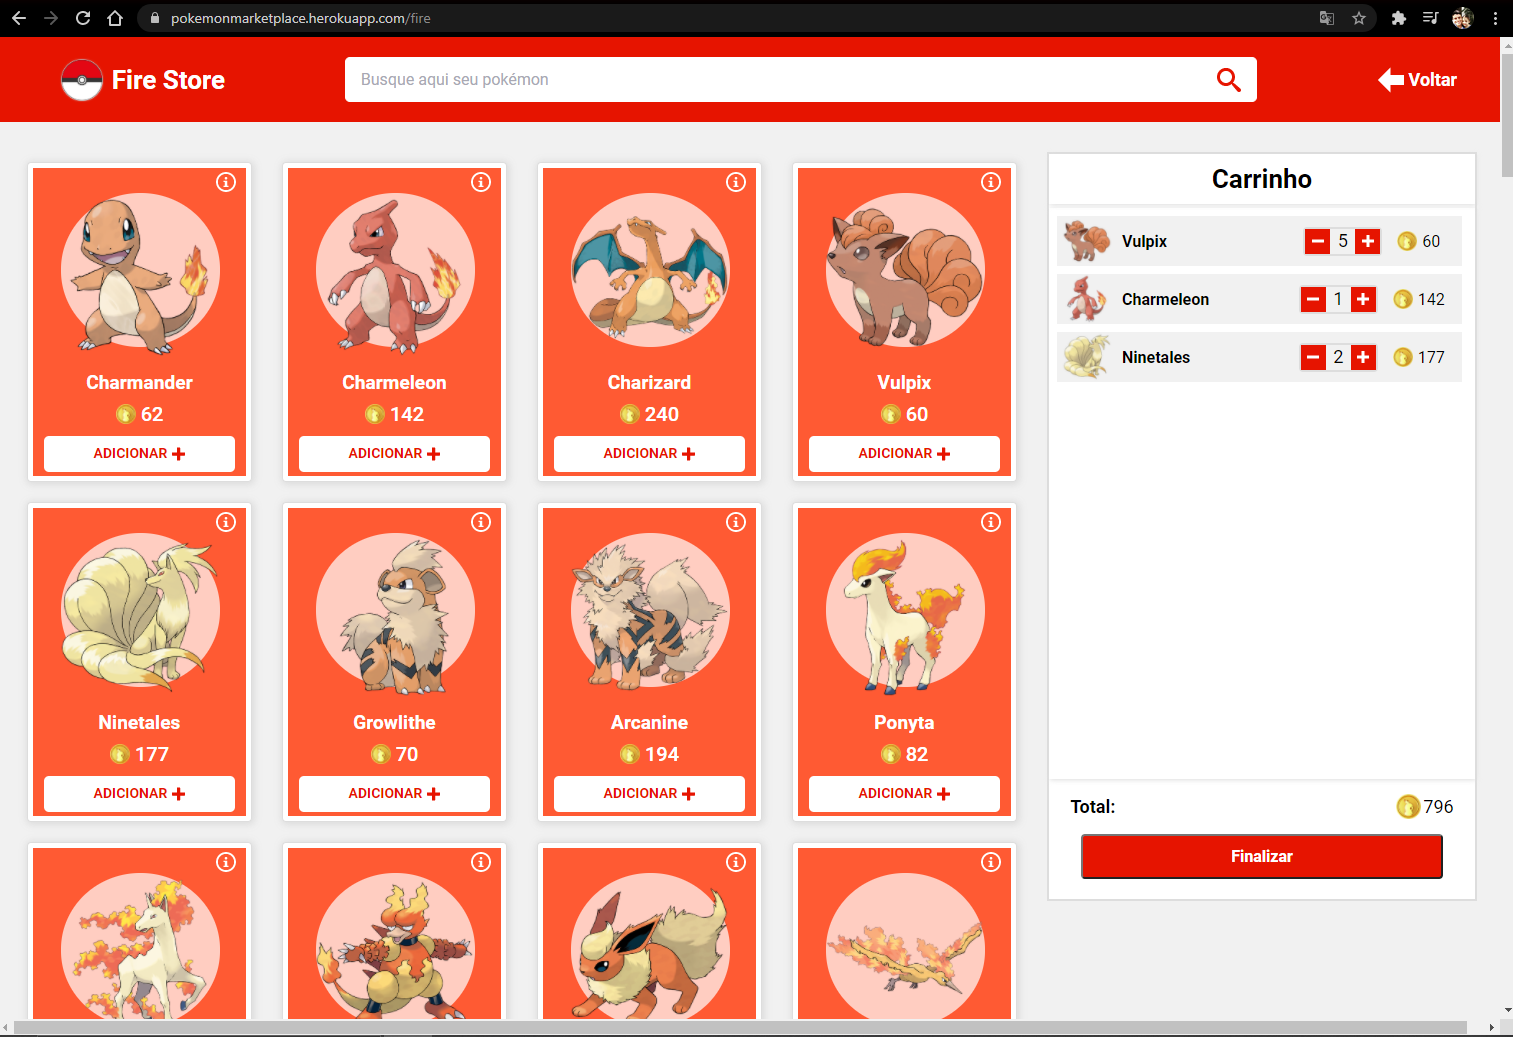 pokemonmarketplace.herokuapp.com/fire
Fire Store
Busque aqui seu pokémon
Voltar
Charmander
62
ADICIONAR
Charmeleon
142
ADICIONAR
Charizard
240
ADICIONAR
Vulpix
60
ADICIONAR
Ninetales
177
ADICIONAR
Growlithe
70
ADICIONAR
Arcanine
194
ADICIONAR
Ponyta
82
ADICIONAR
Carrinho
Vulpix 5 60
Charmeleon 1 142
Ninetales 2 177
Total: 796
Finalizar